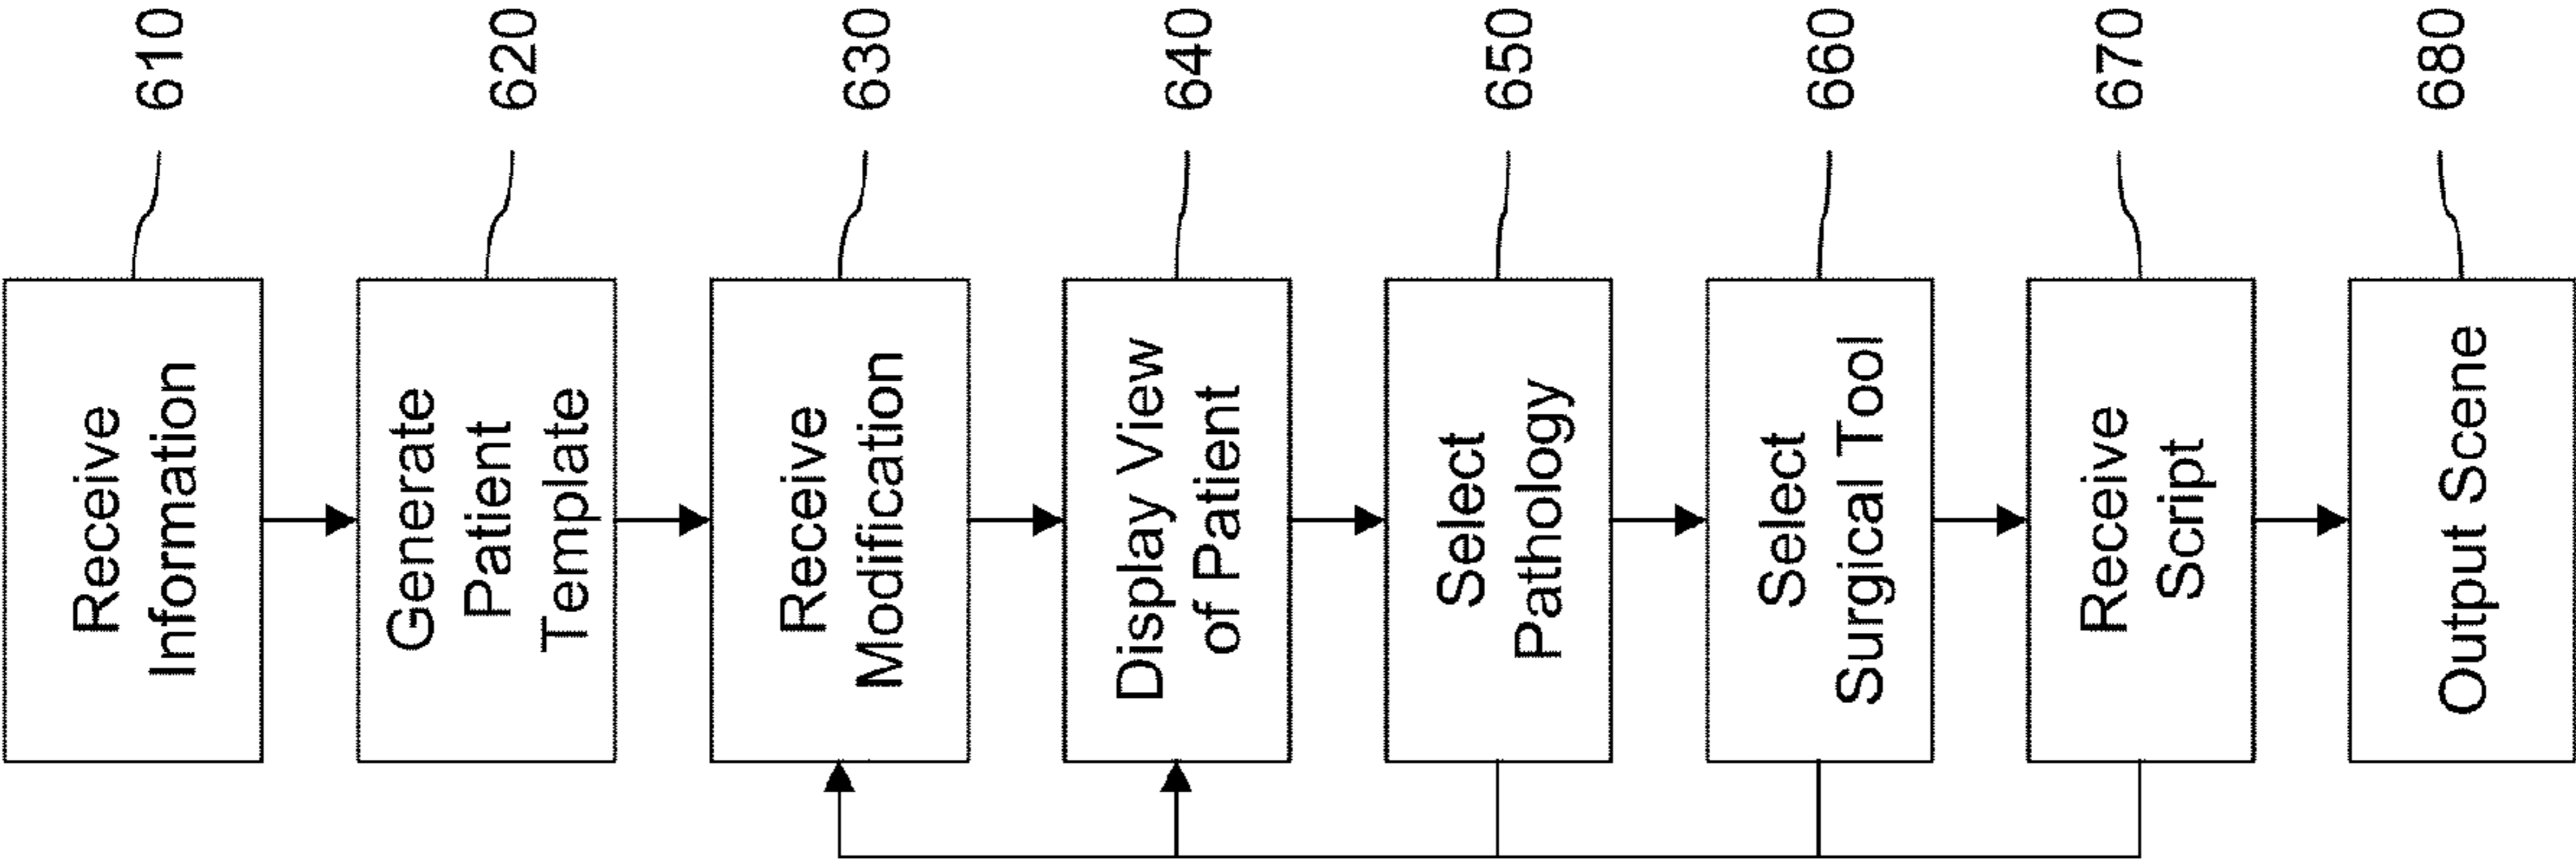 Receive
Information
610
Generate
Patient
Template
620
Receive
Modification
630
Display View
of Patient
640
Select
Pathology
650
Select
Surgical Tool
660
Receive
Script
670
Output Scene
680